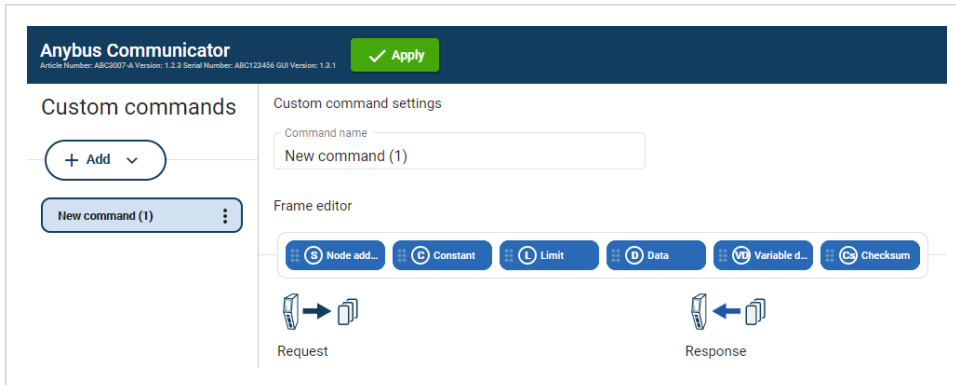 Anybus Communicator
Article Number: ABC3007-A Version: 1.2.3 Serial Number: ABC123456 GUI Version: 1.3.1
Apply
Custom commands
Add
New command (1)
Custom command settings
Command name
New command (1)
Frame editor
S Node add...
C Constant
L Limit
D Data
VD Variable d...
Cs Checksum
Request
Response